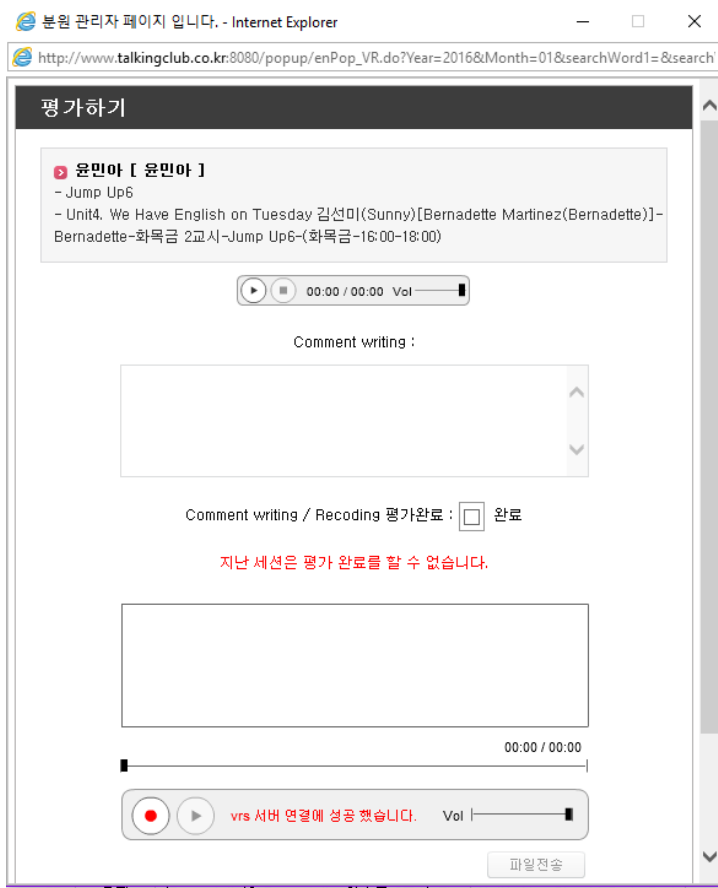 분원 관리자 페이지 입니다. - Internet Explorer
http://www.talkingclub.co.kr:8080/popup/enPop_VR.do?Year=2016&Month=01&searchWord1=&search
평가하기
윤민아 [ 윤민아 ]
- Jump Up6
- Unit4. We Have English on Tuesday 김선미(Sunny)[Bernadette Martinez(Bernadette)]-
Bernadette-화목금 2교시-Jump Up6-(화목금-16:00-18:00)
00:00 / 00:00 Vol
Comment writing :
Comment writing / Recoding 평가완료 : 완료
지난 세션은 평가 완료를 할 수 없습니다.
00:00 / 00:00
vrs 서버 연결에 성공 했습니다. Vol
파일전송